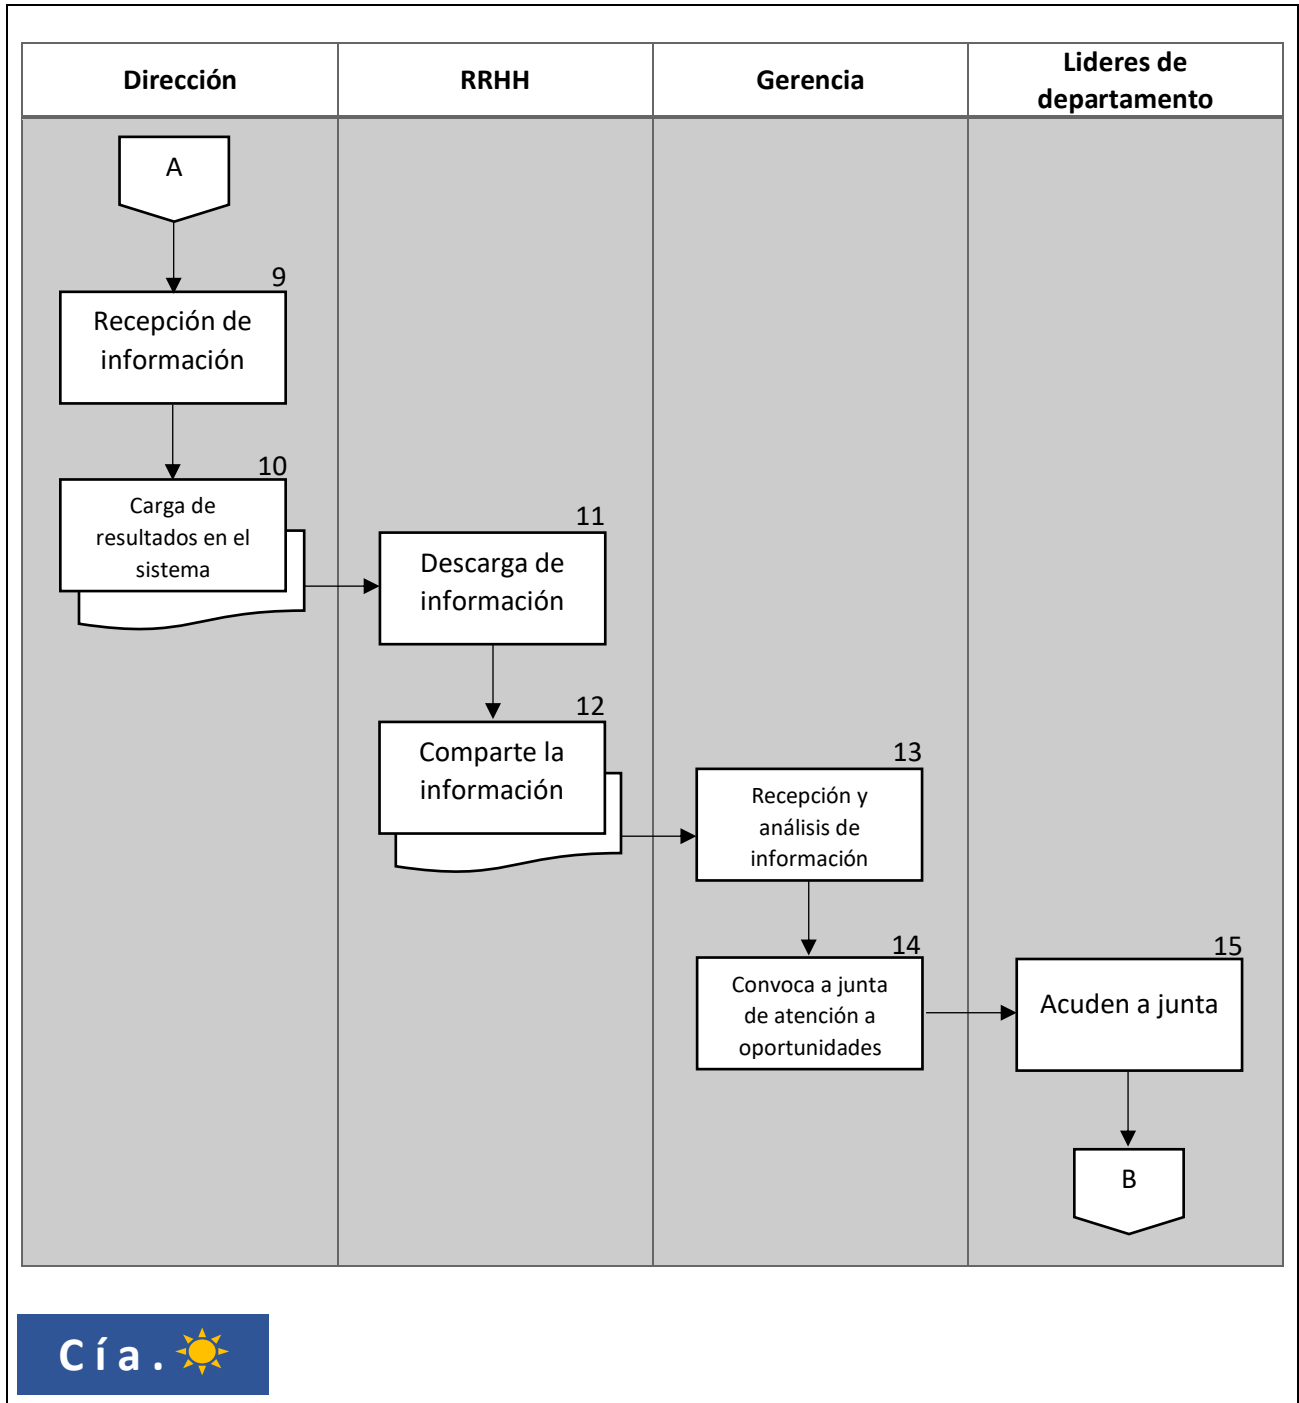 Dirección
RRHH
Gerencia
Lideres de
departamento
A
9
Recepción de
información
10
Carga de
resultados en el
sistema
11
Descarga de
información
12
Comparte la
información
13
Recepción y
análisis de
información
14
Convoca a junta
de atención a
oportunidades
15
Acuden a junta
B
Cía.